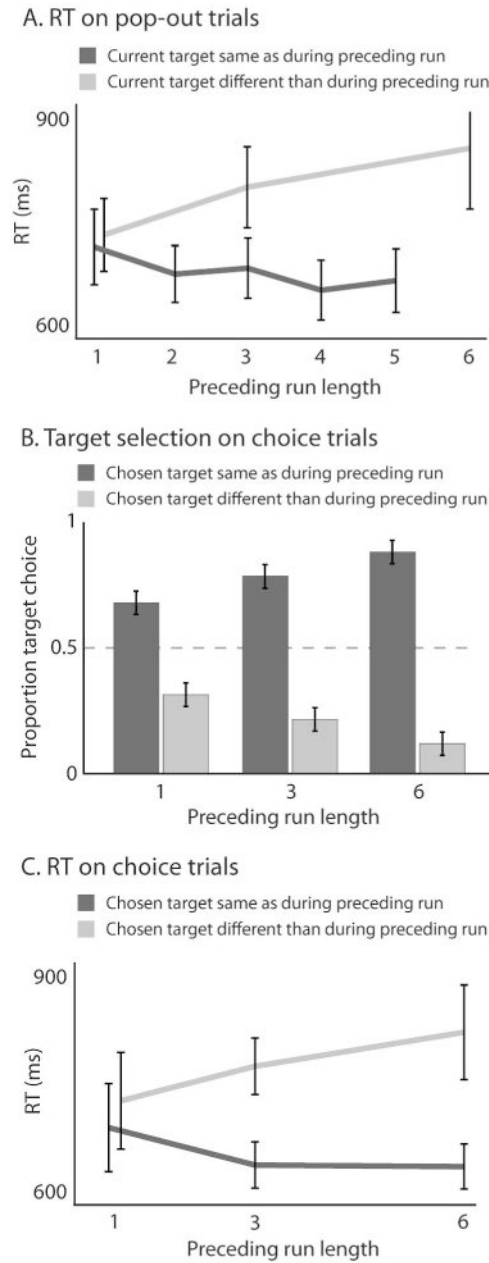 A. RT on pop-out trials
Current target same as during preceding run
Current target different than during preceding run
900
RT (ms)
600
1 2 3 4 5 6
Preceding run length
B. Target selection on choice trials
Chosen target same as during preceding run
Chosen target different than during preceding run
1
Proportion target choice
0.5
0
1 3 6
Preceding run length
C. RT on choice trials
Chosen target same as during preceding run
Chosen target different than during preceding run
900
RT (ms)
600
1 3 6
Preceding run length